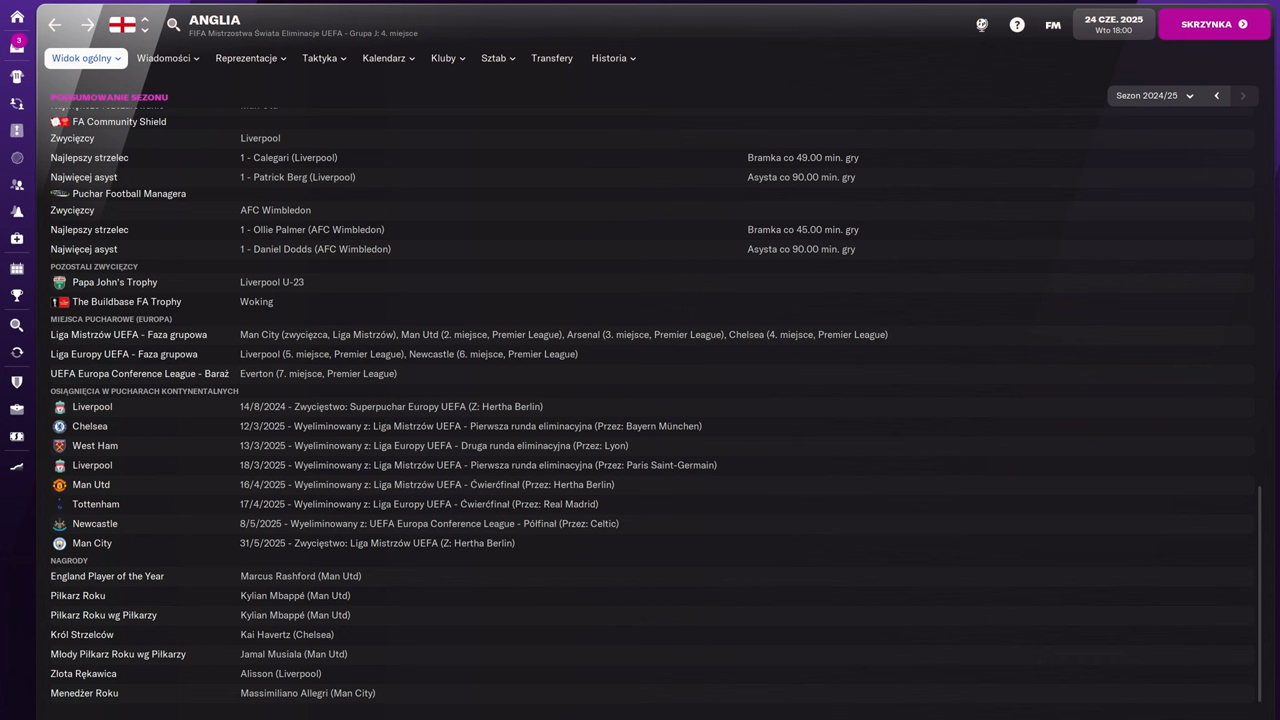 ANGLIA
FIFA Mistrzostwa Świata Eliminacje UEFA - Grupa J: 4. miejsce
FM
24 CZE. 2025
Wto 18:00
SKRZYNKA
3
Widok ogólny
Wiadomości
Reprezentacje
Taktyka
Kalendarz
Kluby
Sztab
Transfery
Historia
PODSUMOWANIE SEZONU
Sezon 2024/25
FA Community Shield
Zwycięzcy Liverpool
Najlepszy strzelec 1 - Calegari (Liverpool) Bramka co 49.00 min. gry
Najwięcej asyst 1 - Patrick Berg (Liverpool) Asysta co 90.00 min. gry
Puchar Football Managera
Zwycięzcy AFC Wimbledon
Najlepszy strzelec 1 - Ollie Palmer (AFC Wimbledon) Bramka co 45.00 min. gry
Najwięcej asyst 1 - Daniel Dodds (AFC Wimbledon) Asysta co 90.00 min. gry
POZOSTALI ZWYCIĘZCY
Papa John's Trophy Liverpool U-23
The Buildbase FA Trophy Woking
MIEJSCA PUCHAROWE (EUROPA)
Liga Mistrzów UEFA - Faza grupowa Man City (zwycięzca, Liga Mistrzów), Man Utd (2. miejsce, Premier League), Arsenal (3. miejsce, Premier League), Chelsea (4. miejsce, Premier League)
Liga Europy UEFA - Faza grupowa Liverpool (5. miejsce, Premier League), Newcastle (6. miejsce, Premier League)
UEFA Europa Conference League - Baraż Everton (7. miejsce, Premier League)
OSIĄGNIĘCIA W PUCHARACH KONTYNENTALNYCH
Liverpool 14/8/2024 - Zwycięstwo: Superpuchar Europy UEFA (Z: Hertha Berlin)
Chelsea 12/3/2025 - Wyeliminowany z: Liga Mistrzów UEFA - Pierwsza runda eliminacyjna (Przez: Bayern München)
West Ham 13/3/2025 - Wyeliminowany z: Liga Europy UEFA - Druga runda eliminacyjna (Przez: Lyon)
Liverpool 18/3/2025 - Wyeliminowany z: Liga Mistrzów UEFA - Pierwsza runda eliminacyjna (Przez: Paris Saint-Germain)
Man Utd 16/4/2025 - Wyeliminowany z: Liga Mistrzów UEFA - Ćwierćfinał (Przez: Hertha Berlin)
Tottenham 17/4/2025 - Wyeliminowany z: Liga Europy UEFA - Ćwierćfinał (Przez: Real Madrid)
Newcastle 8/5/2025 - Wyeliminowany z: UEFA Europa Conference League - Półfinał (Przez: Celtic)
Man City 31/5/2025 - Zwycięstwo: Liga Mistrzów UEFA (Z: Hertha Berlin)
NAGRODY
England Player of the Year Marcus Rashford (Man Utd)
Piłkarz Roku Kylian Mbappé (Man Utd)
Piłkarz Roku wg Piłkarzy Kylian Mbappé (Man Utd)
Król Strzelców Kai Havertz (Chelsea)
Młody Piłkarz Roku wg Piłkarzy Jamal Musiala (Man Utd)
Złota Rękawica Alisson (Liverpool)
Menedżer Roku Massimiliano Allegri (Man City)